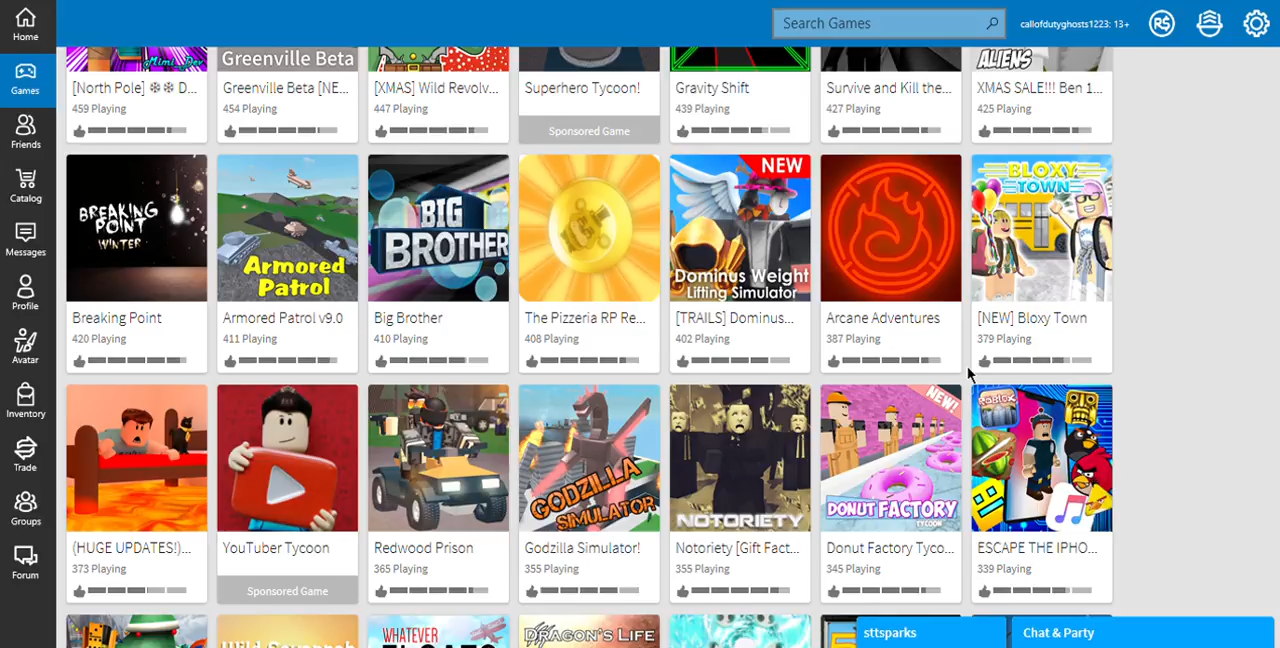 Search Games
callofdutyghosts1223: 13+
R$
Home
Games
Friends
Catalog
Messages
Profile
Avatar
Inventory
Trade
Groups
Forum
Mimi_Dev
Greenville Beta
ALIENS
[North Pole] ❄❄ D...
Greenville Beta [NE...
[XMAS] Wild Revolv...
Superhero Tycoon!
Gravity Shift
Survive and Kill the...
XMAS SALE!!! Ben 1...
459 Playing
454 Playing
447 Playing
439 Playing
427 Playing
425 Playing
Sponsored Game
BREAKING
POINT
WINTER
Armored
Patrol
BIG
BROTHER
NEW
Dominus Weight
Lifting Simulator
BLOXY
TOWN
Breaking Point
Armored Patrol v9.0
Big Brother
The Pizzeria RP Re...
[TRAILS] Dominus...
Arcane Adventures
[NEW] Bloxy Town
420 Playing
411 Playing
410 Playing
408 Playing
402 Playing
387 Playing
379 Playing
GODZILLA
SIMULATOR
NOTORIETY
NEW!
DONUT FACTORY
TYCOON
ROBLOX
(HUGE UPDATES!)...
YouTuber Tycoon
Redwood Prison
Godzilla Simulator!
Notoriety [Gift Fact...
Donut Factory Tyco...
ESCAPE THE IPHO...
373 Playing
365 Playing
355 Playing
355 Playing
345 Playing
339 Playing
Sponsored Game
WHATEVER
FLOATS
DRAGON'S LIFE
sttsparks
Chat & Party